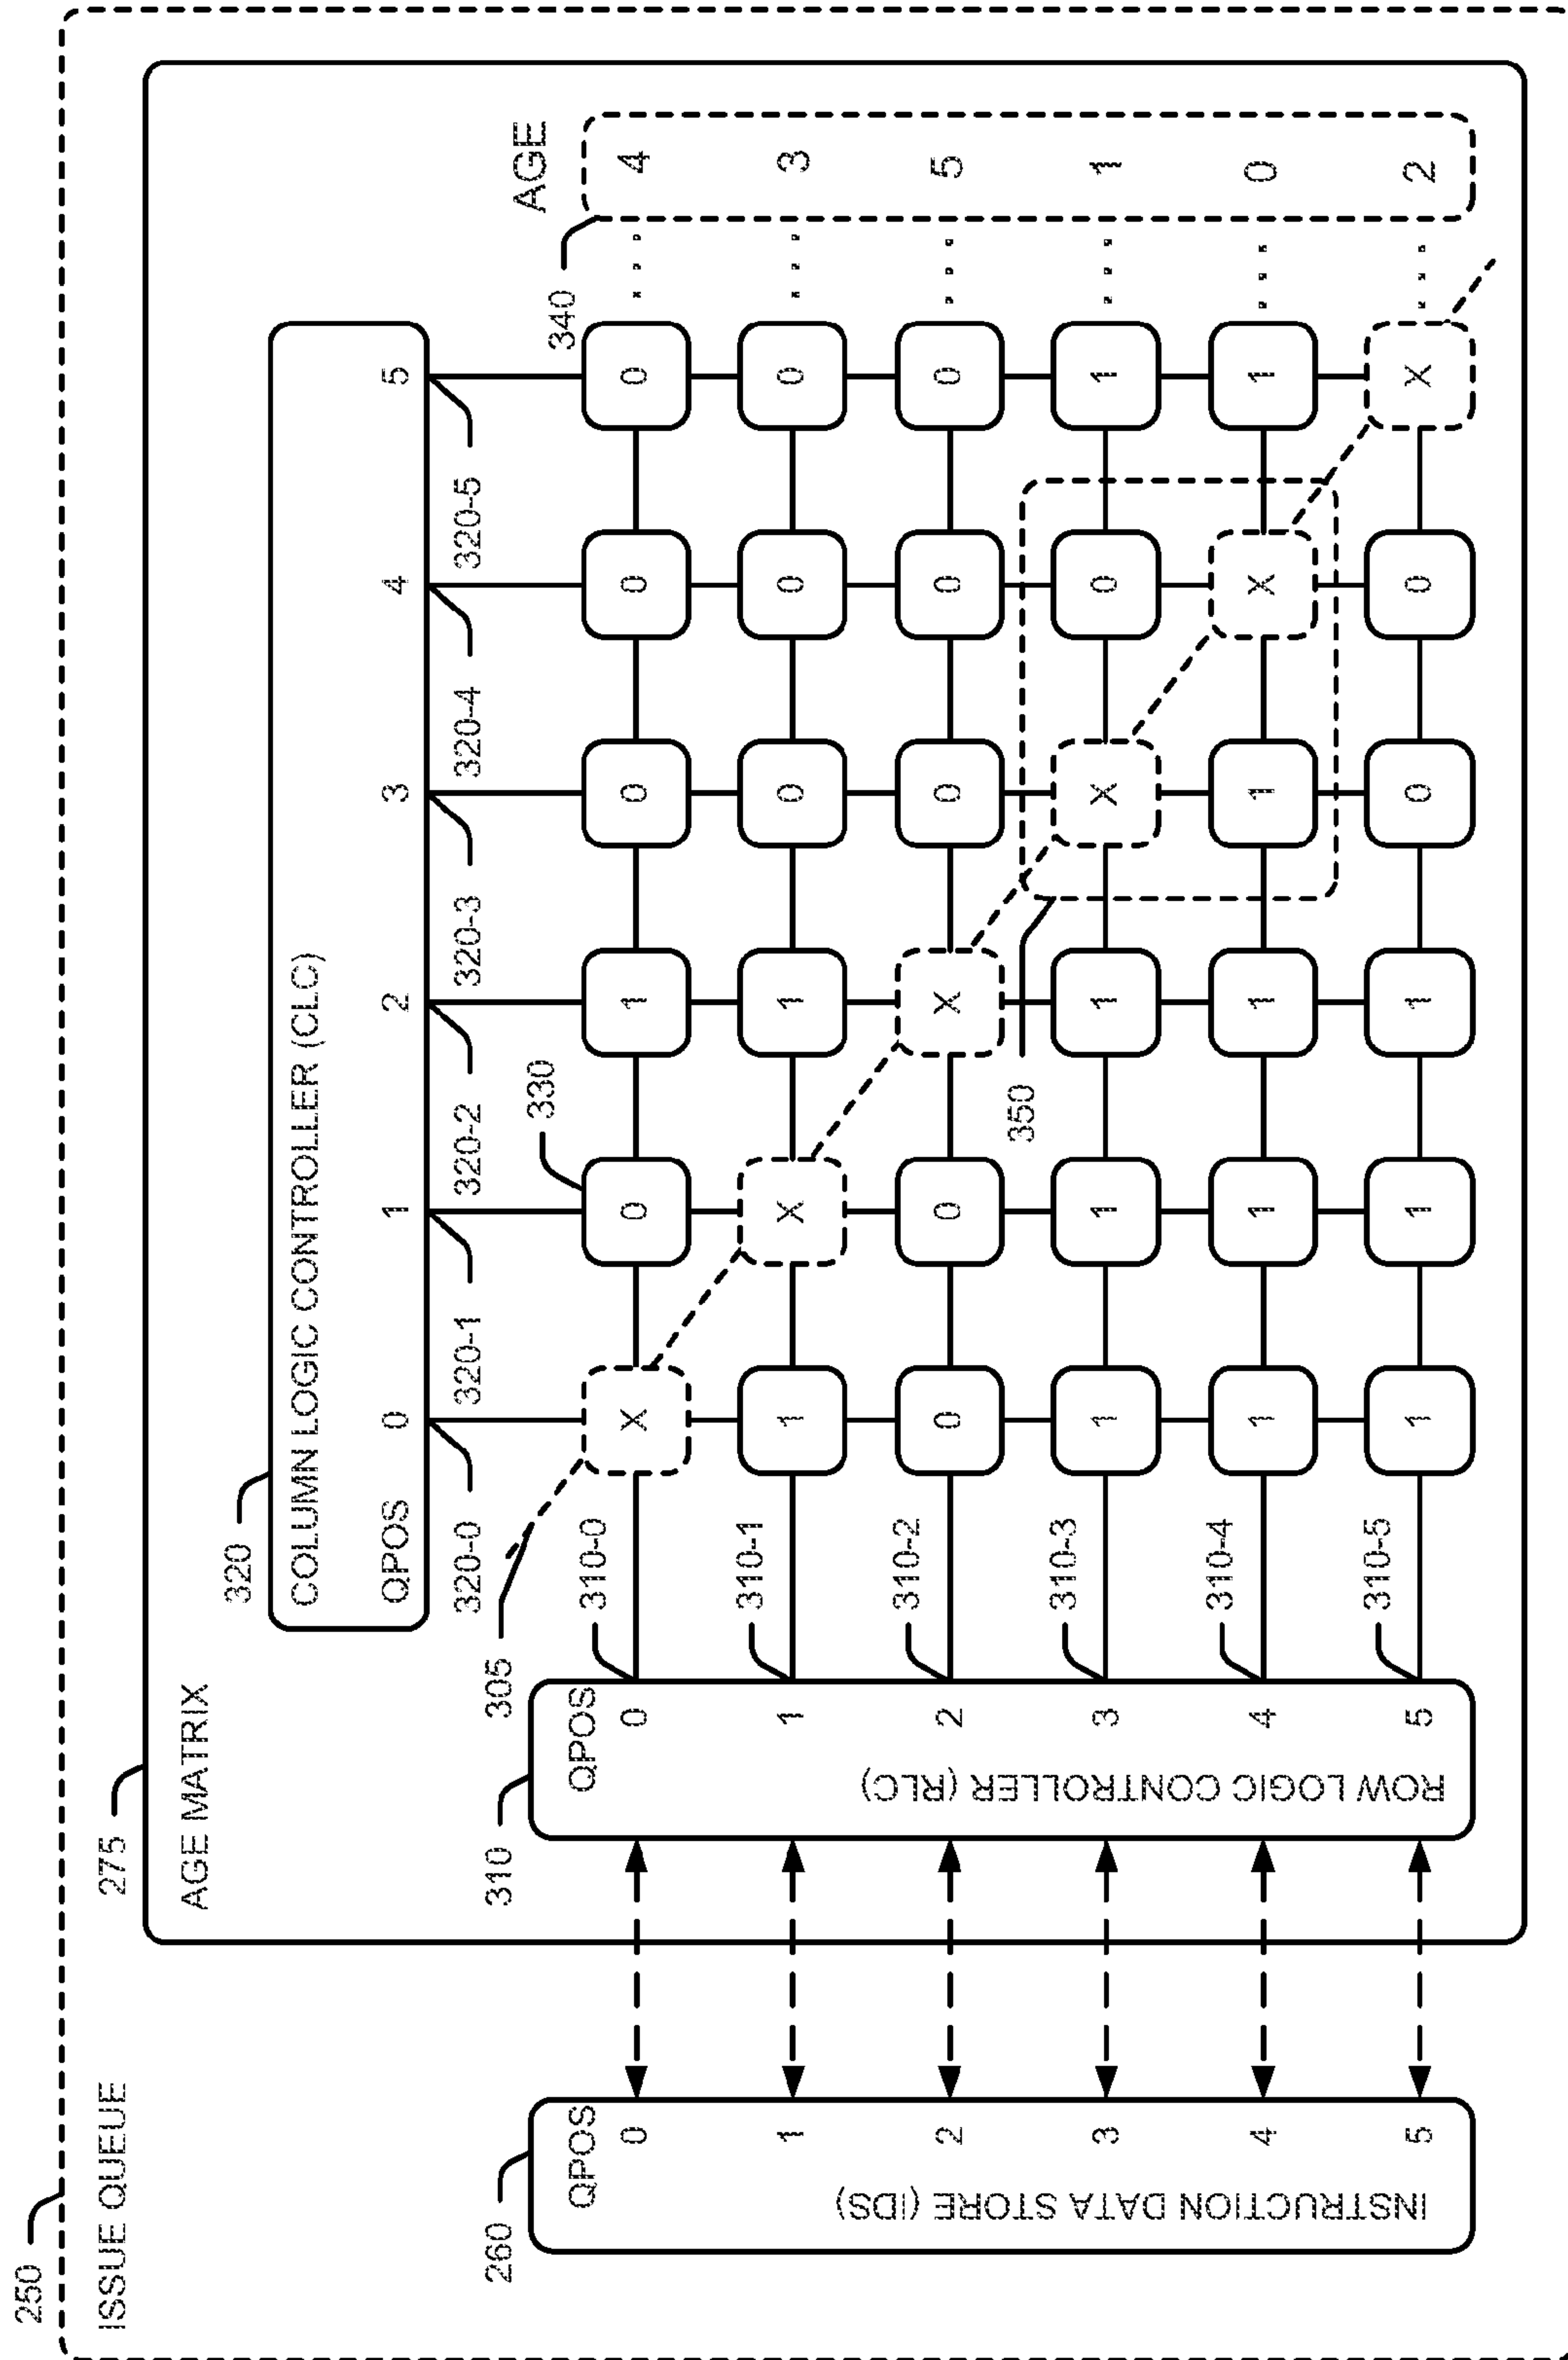 250
ISSUE QUEUE
275
AGE MATRIX
320
COLUMN LOGIC CONTROLLER (CLC)
QPOS 0 1 2 3 4 5
320-0 320-1 320-2 320-3 320-4 320-5
305
330
340
AGE
260
QPOS
INSTRUCTION DATA STORE (IDS)
0
1
2
3
4
5
310
QPOS
ROW LOGIC CONTROLLER (RLC)
0
1
2
3
4
5
310-0
X 0 1 0 0 0 . . . 4
310-1
1 X 1 0 0 0 . . . 3
310-2
0 0 X 0 0 0 . . . 5
350
310-3
1 1 1 X 0 1 . . . 1
310-4
1 1 1 1 X 1 . . . 0
310-5
1 1 1 0 0 X . . . 2